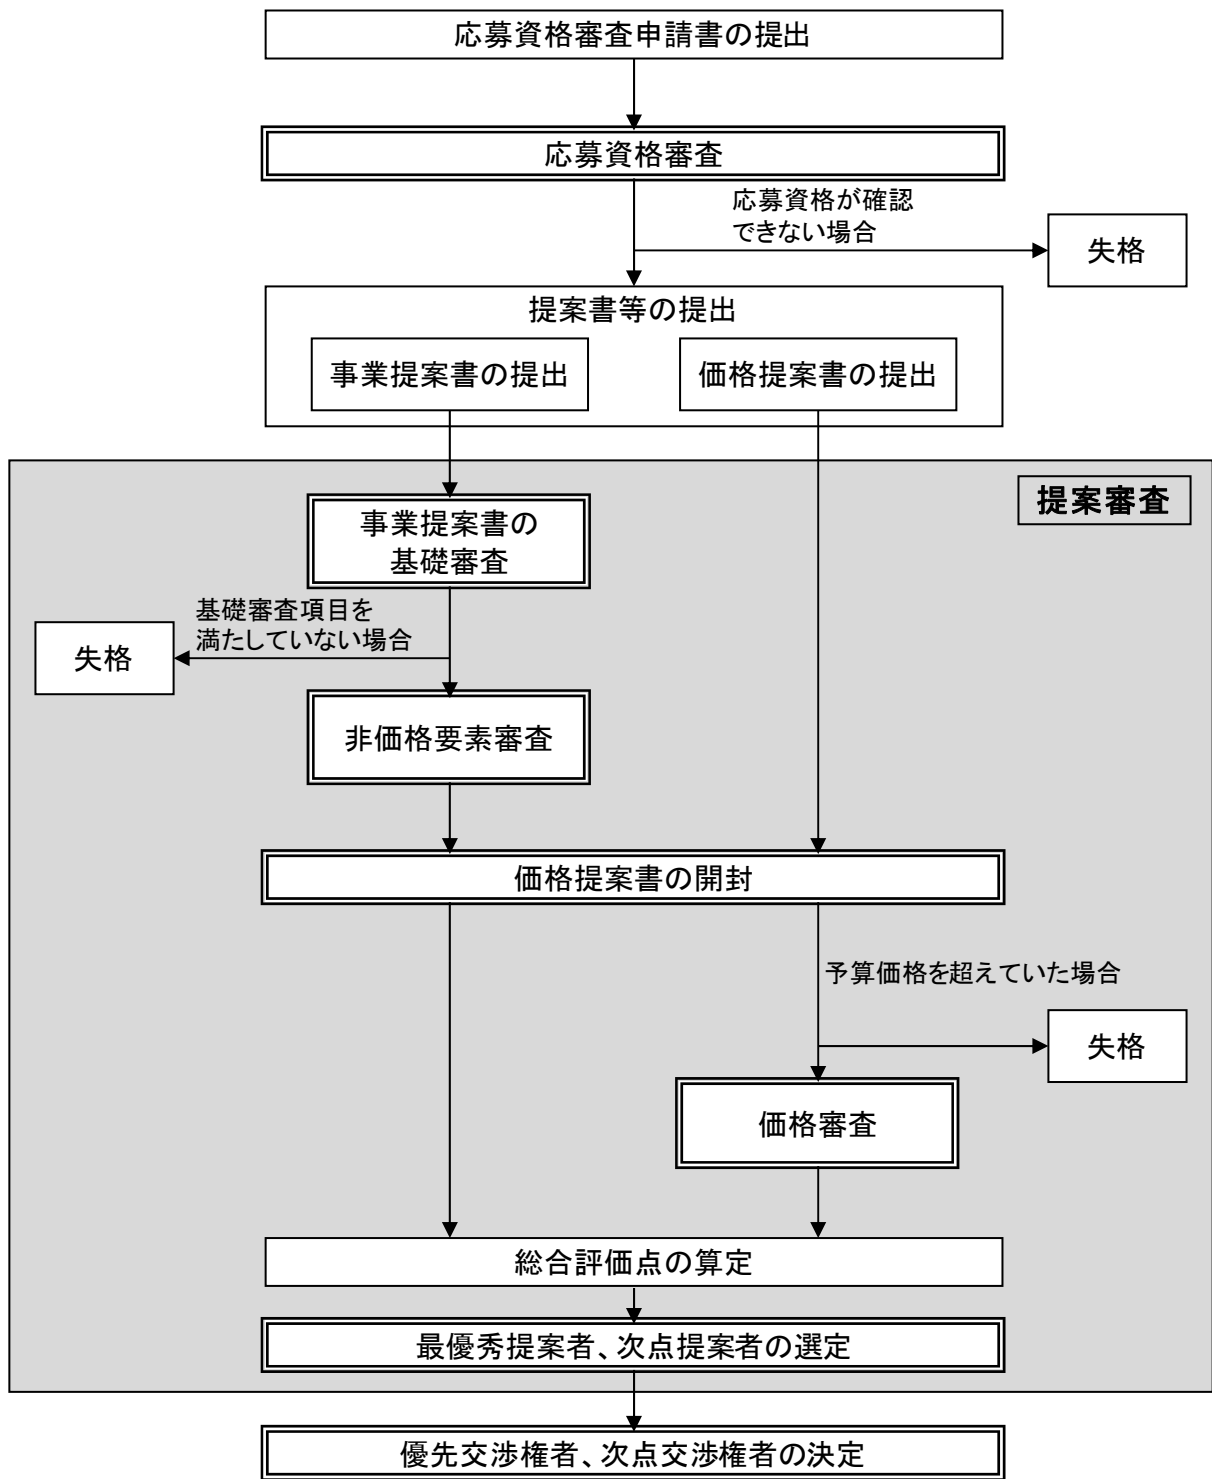 応募資格審査申請書の提出
応募資格審査
応募資格が確認
できない場合
失格
提案書等の提出
事業提案書の提出
価格提案書の提出
提案審査
事業提案書の
基礎審査
基礎審査項目を
満たしていない場合
失格
非価格要素審査
価格提案書の開封
予算価格を超えていた場合
失格
価格審査
総合評価点の算定
最優秀提案者、次点提案者の選定
優先交渉権者、次点交渉権者の決定